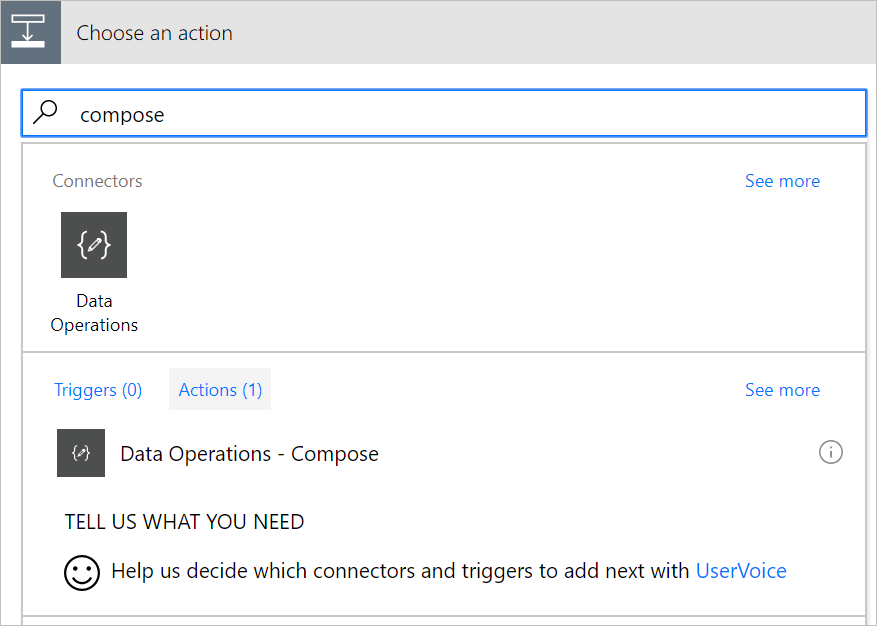 Choose an action
compose
Connectors
See more
Data
Operations
Triggers (0)
Actions (1)
See more
Data Operations - Compose
TELL US WHAT YOU NEED
Help us decide which connectors and triggers to add next with UserVoice